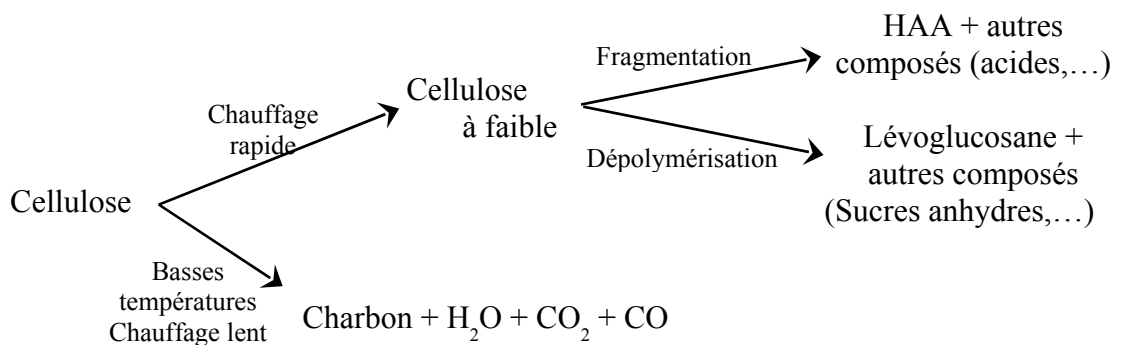 HAA + autres
composés (acides,…)
Fragmentation
Cellulose
à faible
Chauffage
rapide
Dépolymérisation
Lévoglucosane +
autres composés
(Sucres anhydres,…)
Cellulose
Basses
températures
Chauffage lent
Charbon + H₂O + CO₂ + CO